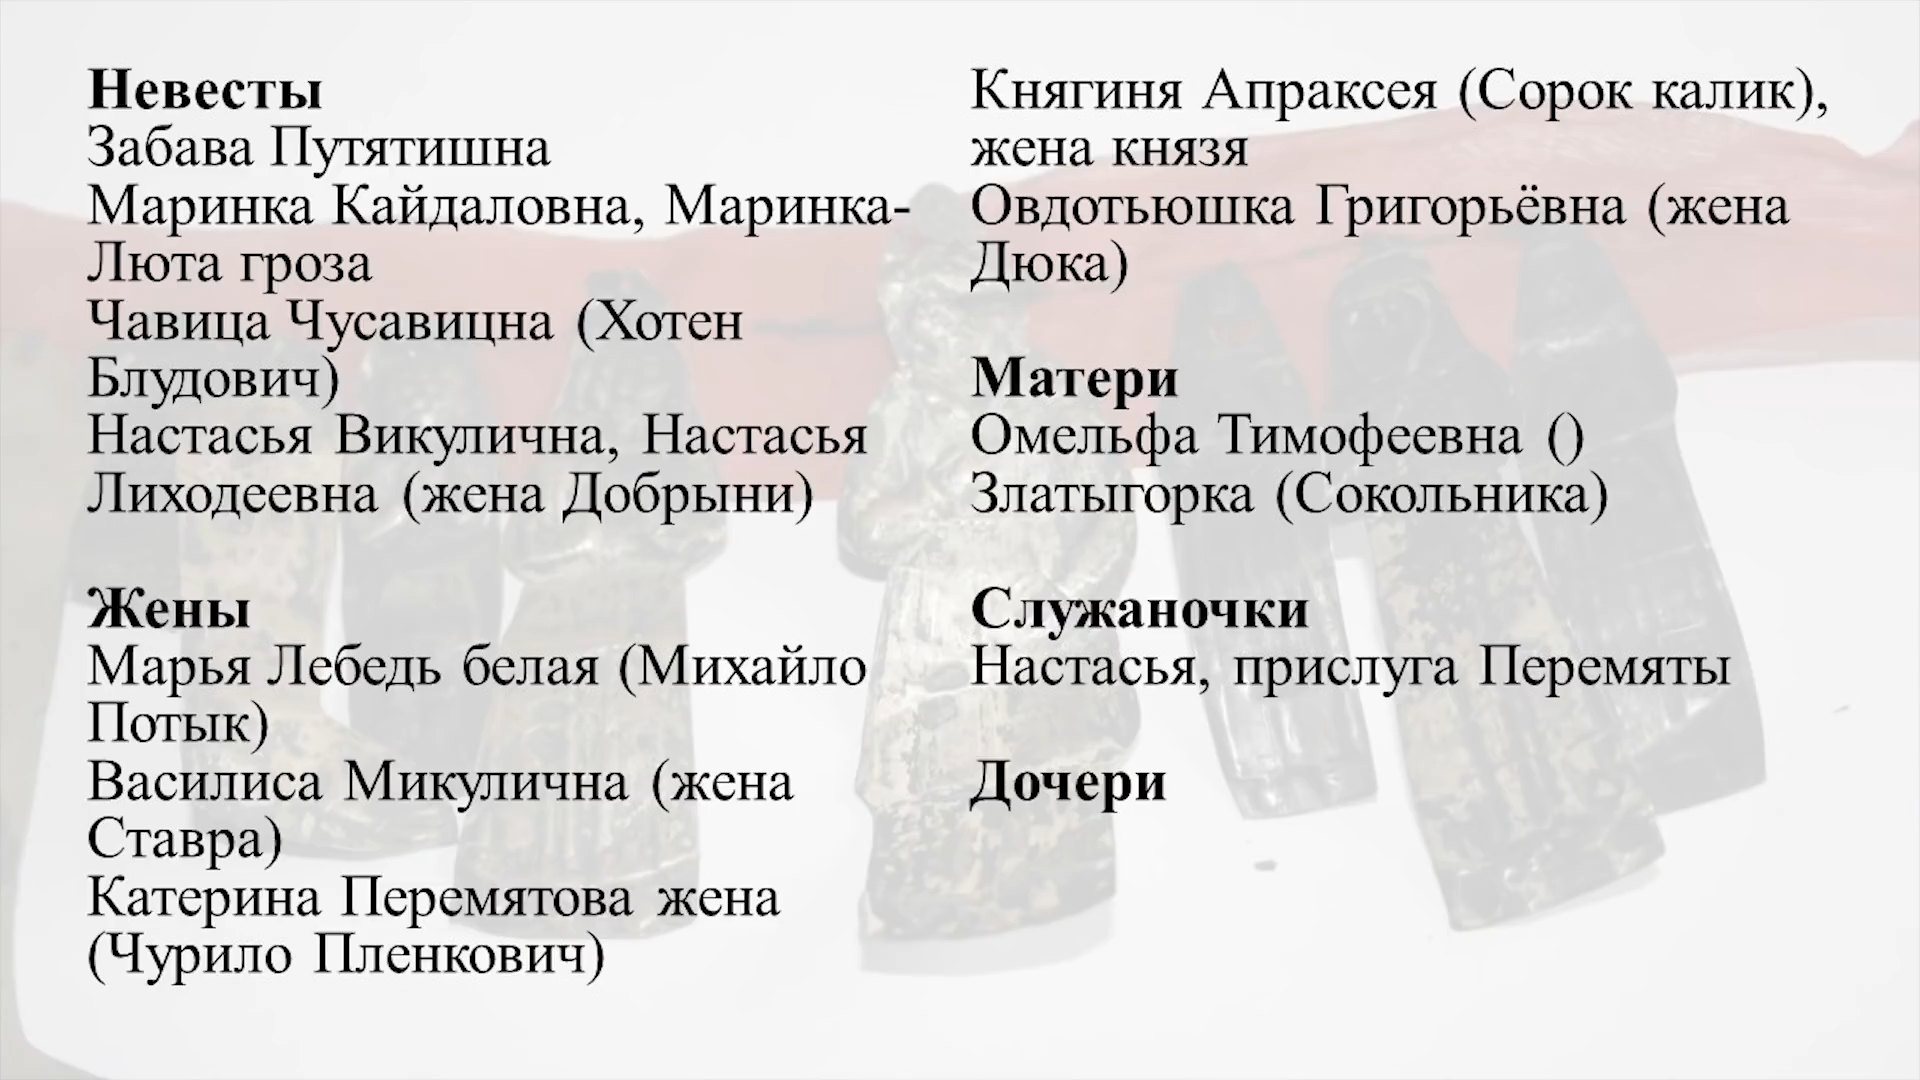 Невесты
Забава Путятишна
Маринка Кайдаловна, Маринка-
Люта гроза
Чавица Чусавицна (Хотен
Блудович)
Настасья Викулична, Настасья
Лиходеевна (жена Добрыни)
Жены
Марья Лебедь белая (Михайло
Потык)
Василиса Микулична (жена
Ставра)
Катерина Перемятова жена
(Чурило Пленкович)
Княгиня Апраксея (Сорок калик),
жена князя
Овдотьюшка Григорьёвна (жена
Дюка)
Матери
Омельфа Тимофеевна ()
Златыгорка (Сокольника)
Служаночки
Настасья, прислуга Перемяты
Дочери